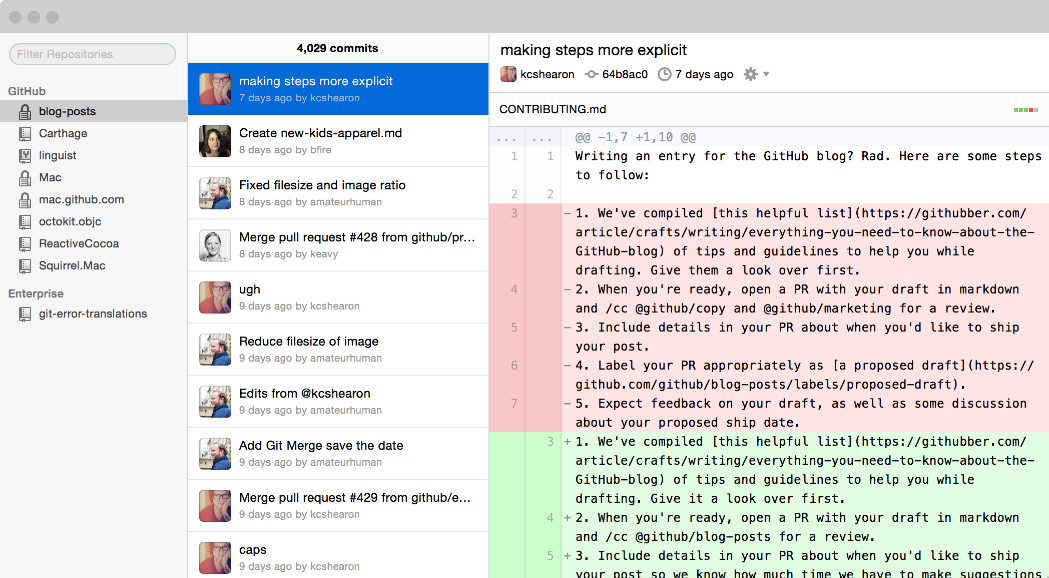 Filter Repositories
GitHub
blog-posts
Carthage
linguist
Mac
mac.github.com
octokit.objc
ReactiveCocoa
Squirrel.Mac
Enterprise
git-error-translations
4,029 commits
making steps more explicit
7 days ago by kcshearon
Create new-kids-apparel.md
8 days ago by bfire
Fixed filesize and image ratio
8 days ago by amateurhuman
Merge pull request #428 from github/pr...
8 days ago by keavy
ugh
9 days ago by kcshearon
Reduce filesize of image
9 days ago by amateurhuman
Edits from @kcshearon
9 days ago by amateurhuman
Add Git Merge save the date
9 days ago by amateurhuman
Merge pull request #429 from github/e...
9 days ago by kcshearon
caps
9 days ago by kcshearon
making steps more explicit
kcshearon 64b8ac0 7 days ago
CONTRIBUTING.md
... ... @@ -1,7 +1,10 @@
1 1 Writing an entry for the GitHub blog? Rad. Here are some steps
to follow:
2 2
3 -1. We've compiled [this helpful list](https://githubber.com/
article/crafts/writing/everything-you-need-to-know-about-the-
GitHub-blog) of tips and guidelines to help you while
drafting. Give them a look over first.
4 -2. When you're ready, open a PR with your draft in markdown
and /cc @github/copy and @github/marketing for a review.
5 -3. Include details in your PR about when you'd like to ship
your post.
6 -4. Label your PR appropriately as [a proposed draft](https://
github.com/github/blog-posts/labels/proposed-draft).
7 -5. Expect feedback on your draft, as well as some discussion
about your proposed ship date.
3 +1. We've compiled [this helpful list](https://githubber.com/
article/crafts/writing/everything-you-need-to-know-about-the-
GitHub-blog) of tips and guidelines to help you while
drafting. Give it a look over first.
4 +2. When you're ready, open a PR with your draft in markdown
and /cc @github/blog-posts for a review.
5 +3. Include details in your PR about when you'd like to ship
your post so we know how much time we have to make suggestions